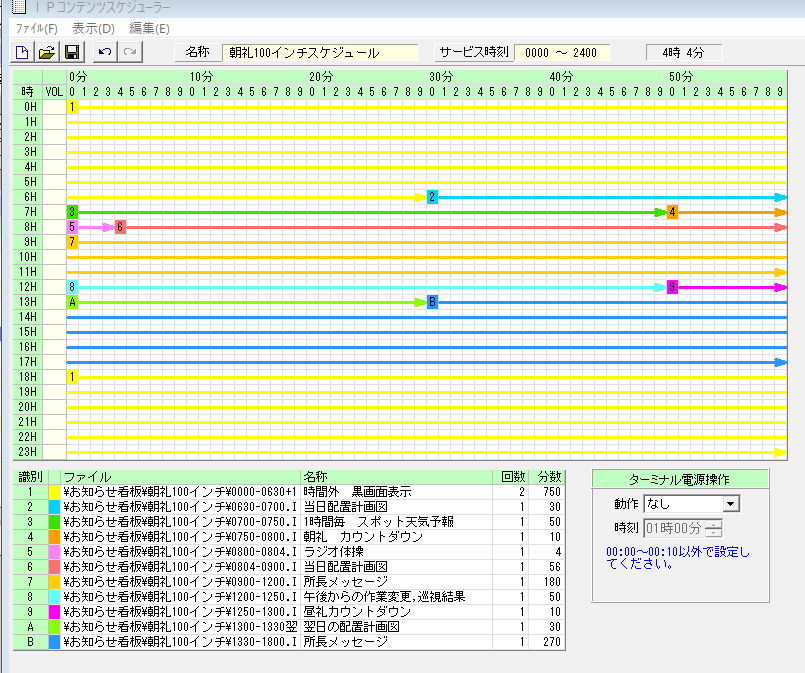 ＩＰコンテンツスケジューラー
ﾌｧｲﾙ(F) 表示(D) 編集(E)
名称 朝礼100インチスケジュール サービス時刻 0000 ～ 2400 4時 4分
0分 10分 20分 30分 40分 50分
時 VOL 0 1 2 3 4 5 6 7 8 9 0 1 2 3 4 5 6 7 8 9 0 1 2 3 4 5 6 7 8 9 0 1 2 3 4 5 6 7 8 9 0 1 2 3 4 5 6 7 8 9 0 1 2 3 4 5 6 7 8 9
0H 1
1H
2H
3H
4H
5H
6H 2
7H 3 4
8H 5 6
9H 7
10H
11H
12H 8 9
13H A B
14H
15H
16H
17H
18H 1
19H
20H
21H
22H
23H
識別 ファイル 名称 回数 分数
1 ¥お知らせ看板¥朝礼100インチ¥0000-0630+1 時間外　黒画面表示 2 750
2 ¥お知らせ看板¥朝礼100インチ¥0630-0700.I 当日配置計画図 1 30
3 ¥お知らせ看板¥朝礼100インチ¥0700-0750.I 1時間毎　スポット天気予報 1 50
4 ¥お知らせ看板¥朝礼100インチ¥0750-0800.I 朝礼　カウントダウン 1 10
5 ¥お知らせ看板¥朝礼100インチ¥0800-0804.I ラジオ体操 1 4
6 ¥お知らせ看板¥朝礼100インチ¥0804-0900.I 当日配置計画図 1 56
7 ¥お知らせ看板¥朝礼100インチ¥0900-1200.I 所長メッセージ 1 180
8 ¥お知らせ看板¥朝礼100インチ¥1200-1250.I 午後からの作業変更,巡視結果 1 50
9 ¥お知らせ看板¥朝礼100インチ¥1250-1300.I 昼礼カウントダウン 1 10
A ¥お知らせ看板¥朝礼100インチ¥1300-1330翌 翌日の配置計画図 1 30
B ¥お知らせ看板¥朝礼100インチ¥1330-1800.I 所長メッセージ 1 270
ターミナル電源操作
動作 なし
時刻 01時00分
00:00～00:10以外で設定し
てください。